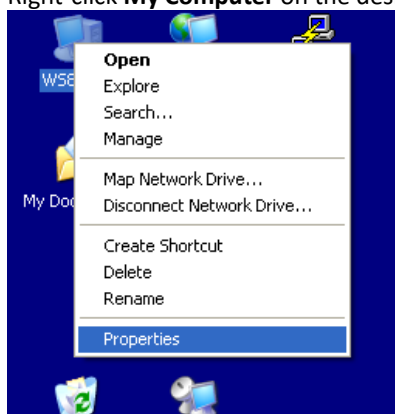 Right-click My Computer on the des
WS8
Open
Explore
Search...
Manage
Map Network Drive...
My Doc
Disconnect Network Drive...
Create Shortcut
Delete
Rename
Properties